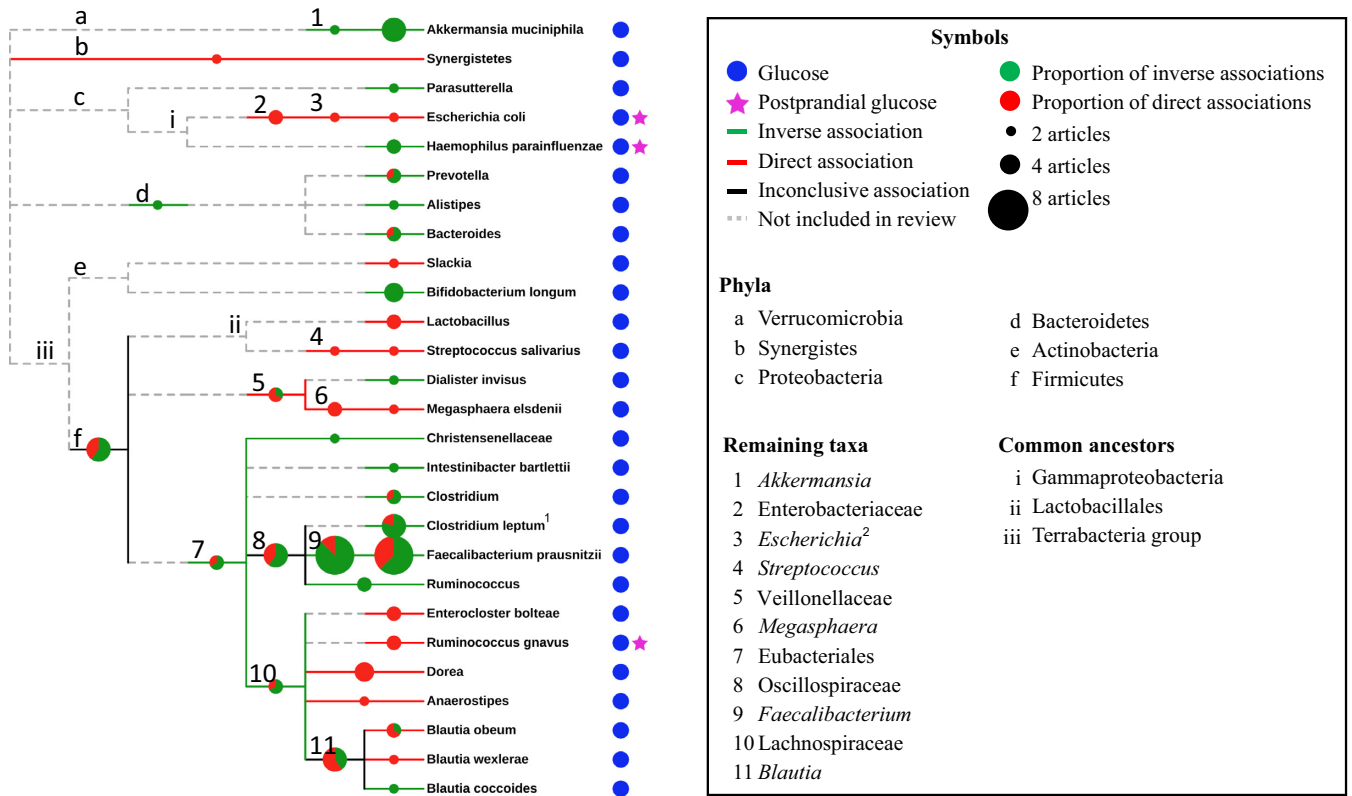 a
1
Akkermansia muciniphila
b
Synergistetes
Parasutterella
c
2
3
Escherichia coli
i
Haemophilus parainfluenzae
Prevotella
d
Alistipes
Bacteroides
e
Slackia
Bifidobacterium longum
ii
Lactobacillus
iii
4
Streptococcus salivarius
Dialister invisus
5
6
Megasphaera elsdenii
f
Christensenellaceae
Intestinibacter bartlettii
Clostridium
Clostridium leptum1
7
8
9
Faecalibacterium prausnitzii
Ruminococcus
Enterocloster bolteae
Ruminococcus gnavus
10
Dorea
Anaerostipes
Blautia obeum
11
Blautia wexlerae
Blautia coccoides
Symbols
Glucose
Postprandial glucose
Inverse association
Direct association
Inconclusive association
Not included in review
Proportion of inverse associations
Proportion of direct associations
2 articles
4 articles
8 articles
Phyla
a Verrucomicrobia
b Synergistes
c Proteobacteria
d Bacteroidetes
e Actinobacteria
f Firmicutes
Remaining taxa
1 Akkermansia
2 Enterobacteriaceae
3 Escherichia2
4 Streptococcus
5 Veillonellaceae
6 Megasphaera
7 Eubacteriales
8 Oscillospiraceae
9 Faecalibacterium
10 Lachnospiraceae
11 Blautia
Common ancestors
i Gammaproteobacteria
ii Lactobacillales
iii Terrabacteria group